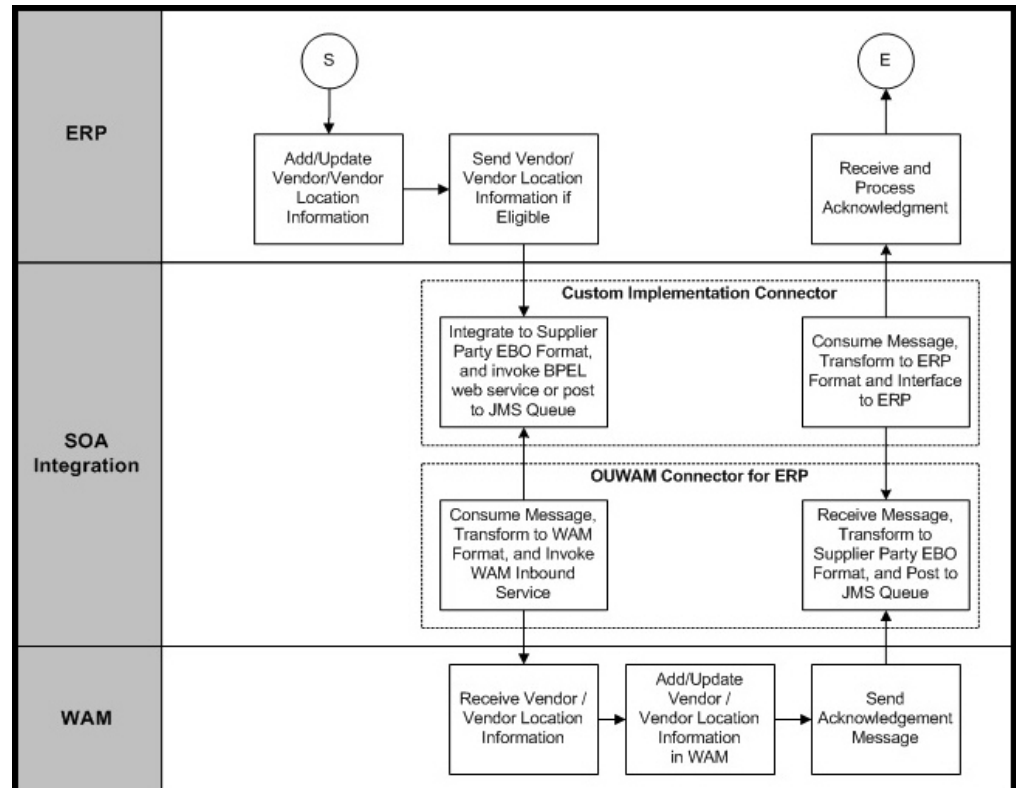 S
E
ERP
Add/Update
Vendor/Vendor
Location
Information
Send Vendor/
Vendor Location
Information if
Eligible
Receive and
Process
Acknowledgment
SOA
Integration
Custom Implementation Connector
Integrate to Supplier
Party EBO Format,
and invoke BPEL
web service or post
to JMS Queue
Consume Message,
Transform to ERP
Format and Interface
to ERP
OUWAM Connector for ERP
Consume Message,
Transform to WAM
Format, and Invoke
WAM Inbound
Service
Receive Message,
Transform to
Supplier Party EBO
Format, and Post to
JMS Queue
WAM
Receive Vendor /
Vendor Location
Information
Add/Update
Vendor /
Vendor Location
Information
in WAM
Send
Acknowledgement
Message